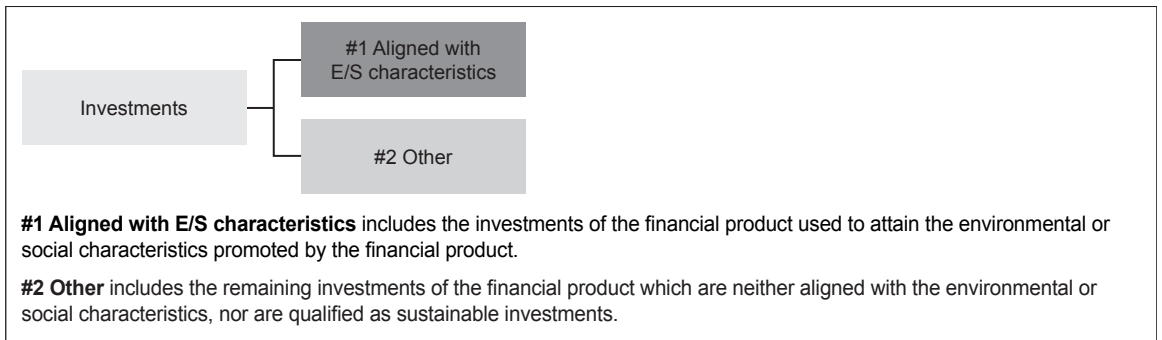 #1 Aligned with
E/S characteristics
Investments
#2 Other
#1 Aligned with E/S characteristics includes the investments of the financial product used to attain the environmental or
social characteristics promoted by the financial product.
#2 Other includes the remaining investments of the financial product which are neither aligned with the environmental or
social characteristics, nor are qualified as sustainable investments.